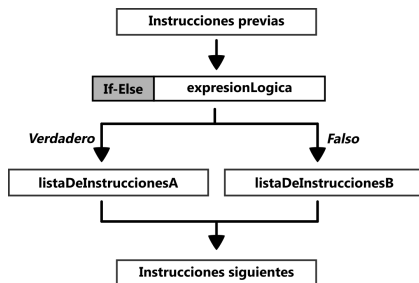 Instrucciones previas
If-Else expresionLogica
Verdadero Falso
listaDeInstruccionesA listaDeInstruccionesB
Instrucciones siguientes